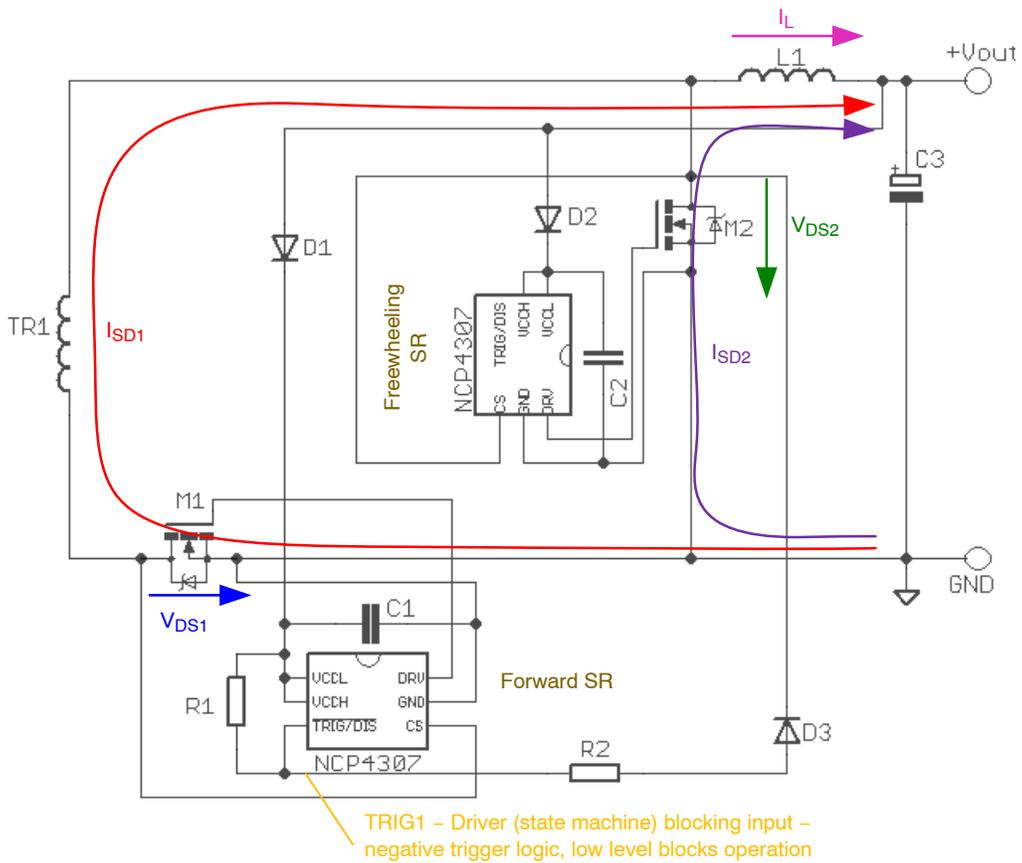 IL
L1
+Vout
C3
D2
M2
VDS2
D1
TR1
ISD1
Freewheeling
SR
NCP4307
TRIG/DIS
VCCH
VCCL
CS
GND
DRV
C2
ISD2
M1
GND
VDS1
C1
Forward SR
R1
VCCL
DRV
VCCH
GND
TRIG/DIS
CS
NCP4307
R2
D3
TRIG1 – Driver (state machine) blocking input –
negative trigger logic, low level blocks operation